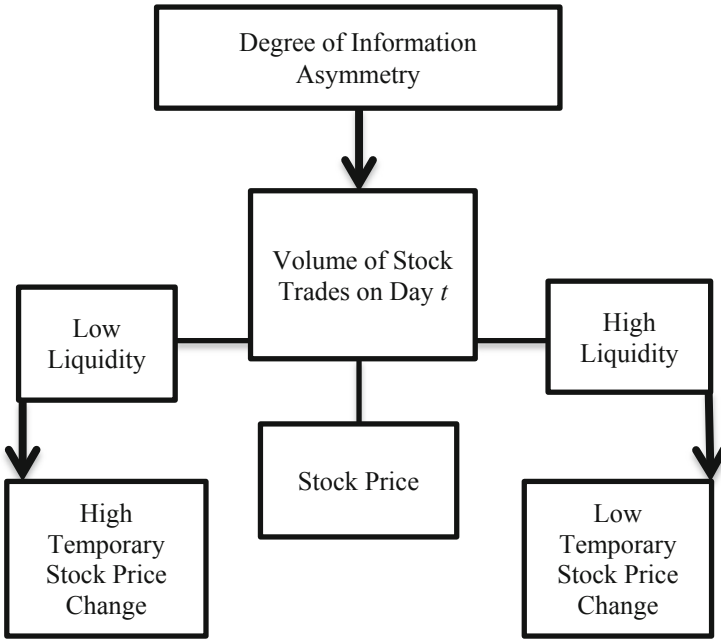 Degree of Information
Asymmetry
Volume of Stock
Trades on Day t
Low
Liquidity
High
Liquidity
Stock Price
High
Temporary
Stock Price
Change
Low
Temporary
Stock Price
Change